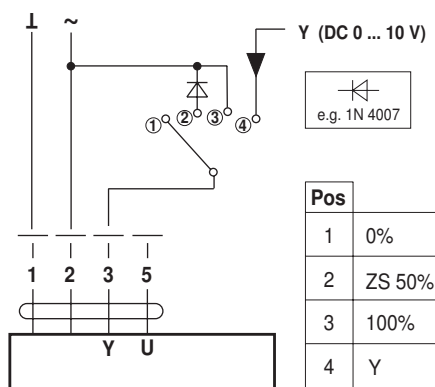 ⊥ ~
Y (DC 0 ... 10 V)
① ② ③ ④
e.g. 1N 4007
Pos
1 0%
2 ZS 50%
3 100%
4 Y
1 2 3 5
Y U